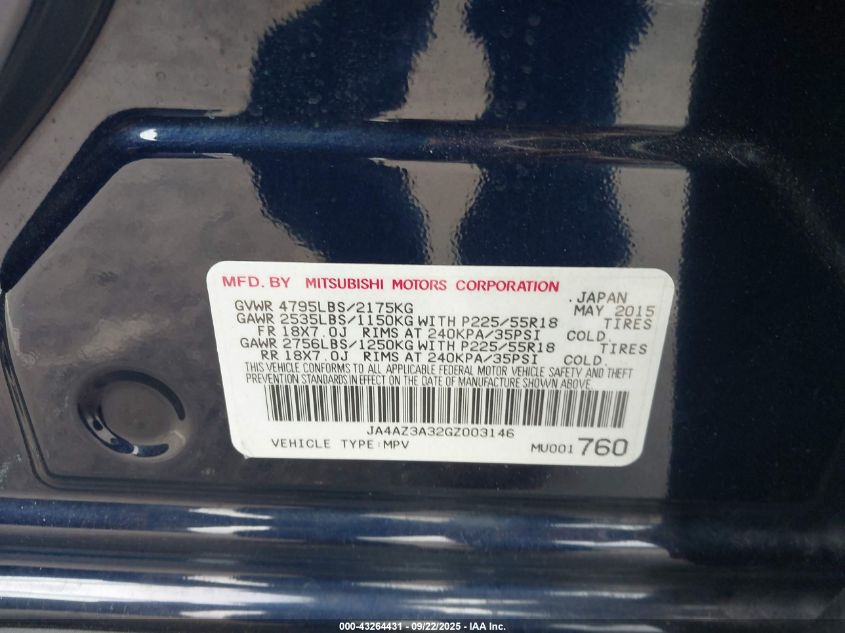 MFD. BY MITSUBISHI MOTORS CORPORATION .JAPAN
GVWR 4795LBS/2175KG MAY 2015
GAWR 2535LBS/1150KG WITH P225/55R18 TIRES
FR 18X7.0J RIMS AT 240KPA/35PSI COLD.
GAWR 2756LBS/1250KG WITH P225/55R18 TIRES
RR 18X7.0J RIMS AT 240KPA/35PSI COLD.
THIS VEHICLE CONFORMS TO ALL APPLICABLE FEDERAL MOTOR VEHICLE SAFETY AND THEFT
PREVENTION STANDARDS IN EFFECT ON THE DATE OF MANUFACTURE SHOWN ABOVE.
JA4AZ3A32GZ003146
VEHICLE TYPE:MPV MU001 760
000-43264431 - 09/22/2025 - IAA Inc.